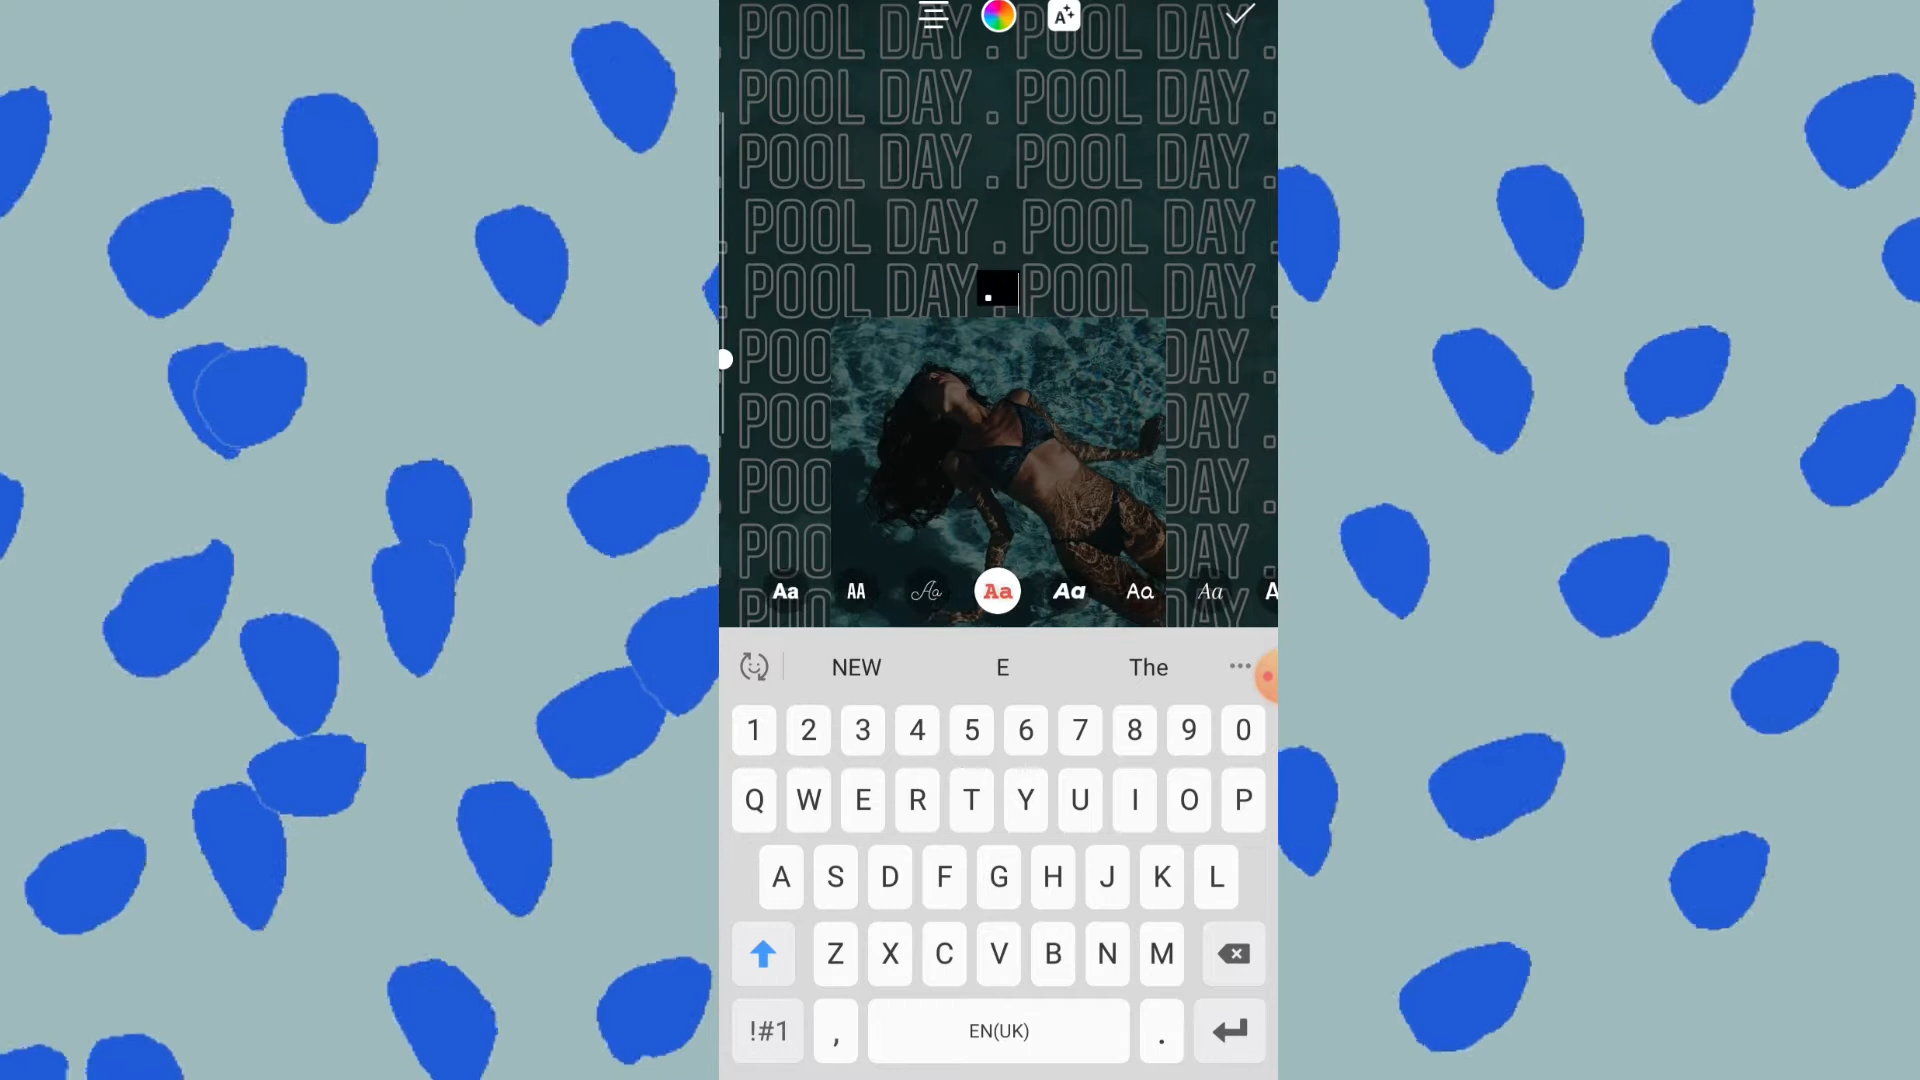 A
POOL DAY . POOL DAY .
POOL DAY . POOL DAY .
POOL DAY . POOL DAY .
. POOL DAY . POOL DAY .
. POOL DAY . POOL DAY .
.
POO DAY .
POO DAY .
POO DAY .
POO DAY .
Aa AA Aa Aa Aa Aa Aa A
NEW E The
1 2 3 4 5 6 7 8 9 0
Q W E R T Y U I O P
A S D F G H J K L
Z X C V B N M
!#1 , EN(UK) .